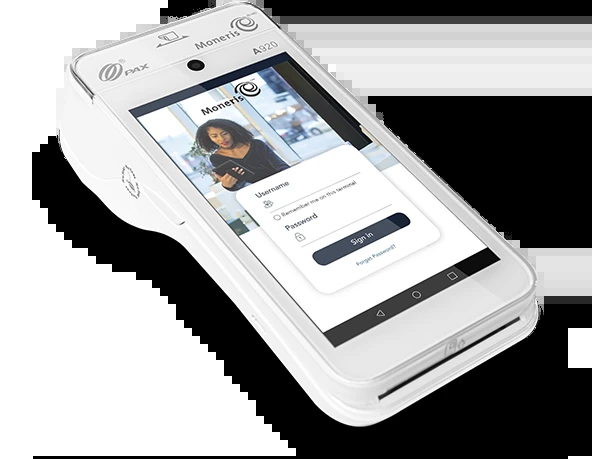 Moneris
PAX
A920
Moneris
Username
Remember me on this terminal
Password
Sign in
Forgot Password?